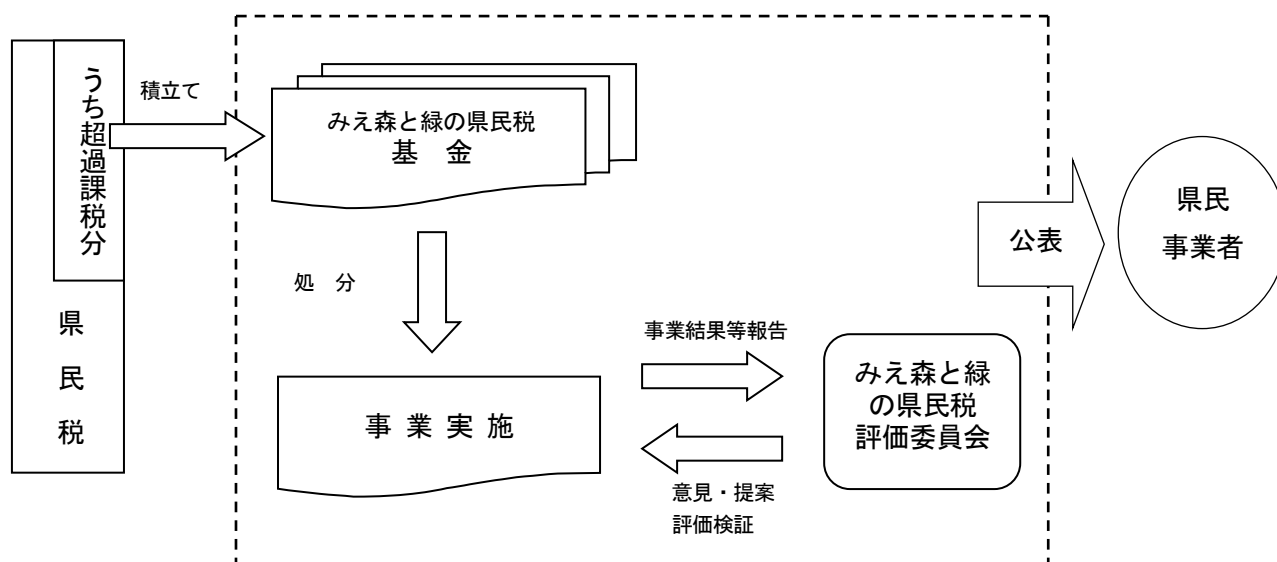 うち超過課税分
県民税
積立て
みえ森と緑の県民税
基　金
処　分
事 業 実 施
事業結果等報告
意見・提案
評価検証
みえ森と緑
の県民税
評価委員会
公表
県民
事業者